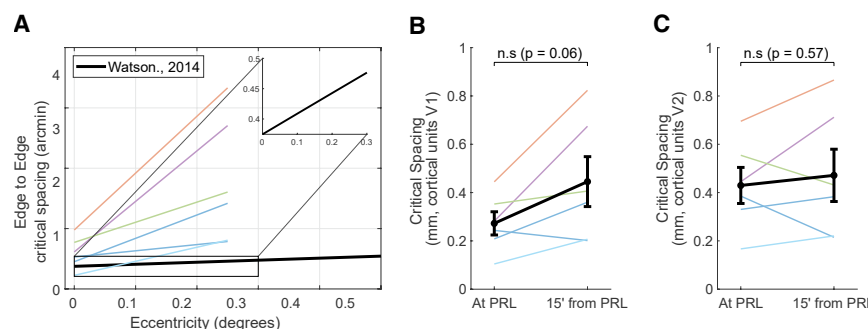 A
Edge to Edge
critical spacing (arcmin)
4
3
2
1
0
Watson., 2014
0.5
0.45
0.4
0
0.1
0.2
0.3
0
0.1
0.2
0.3
0.4
0.5
Eccentricity (degrees)
B
n.s (p = 0.06)
Critical Spacing
(mm, cortical units V1)
1
0.8
0.6
0.4
0.2
0
At PRL
15' from PRL
C
n.s (p = 0.57)
Critical Spacing
(mm, cortical units V2)
1
0.8
0.6
0.4
0.2
0
At PRL
15' from PRL